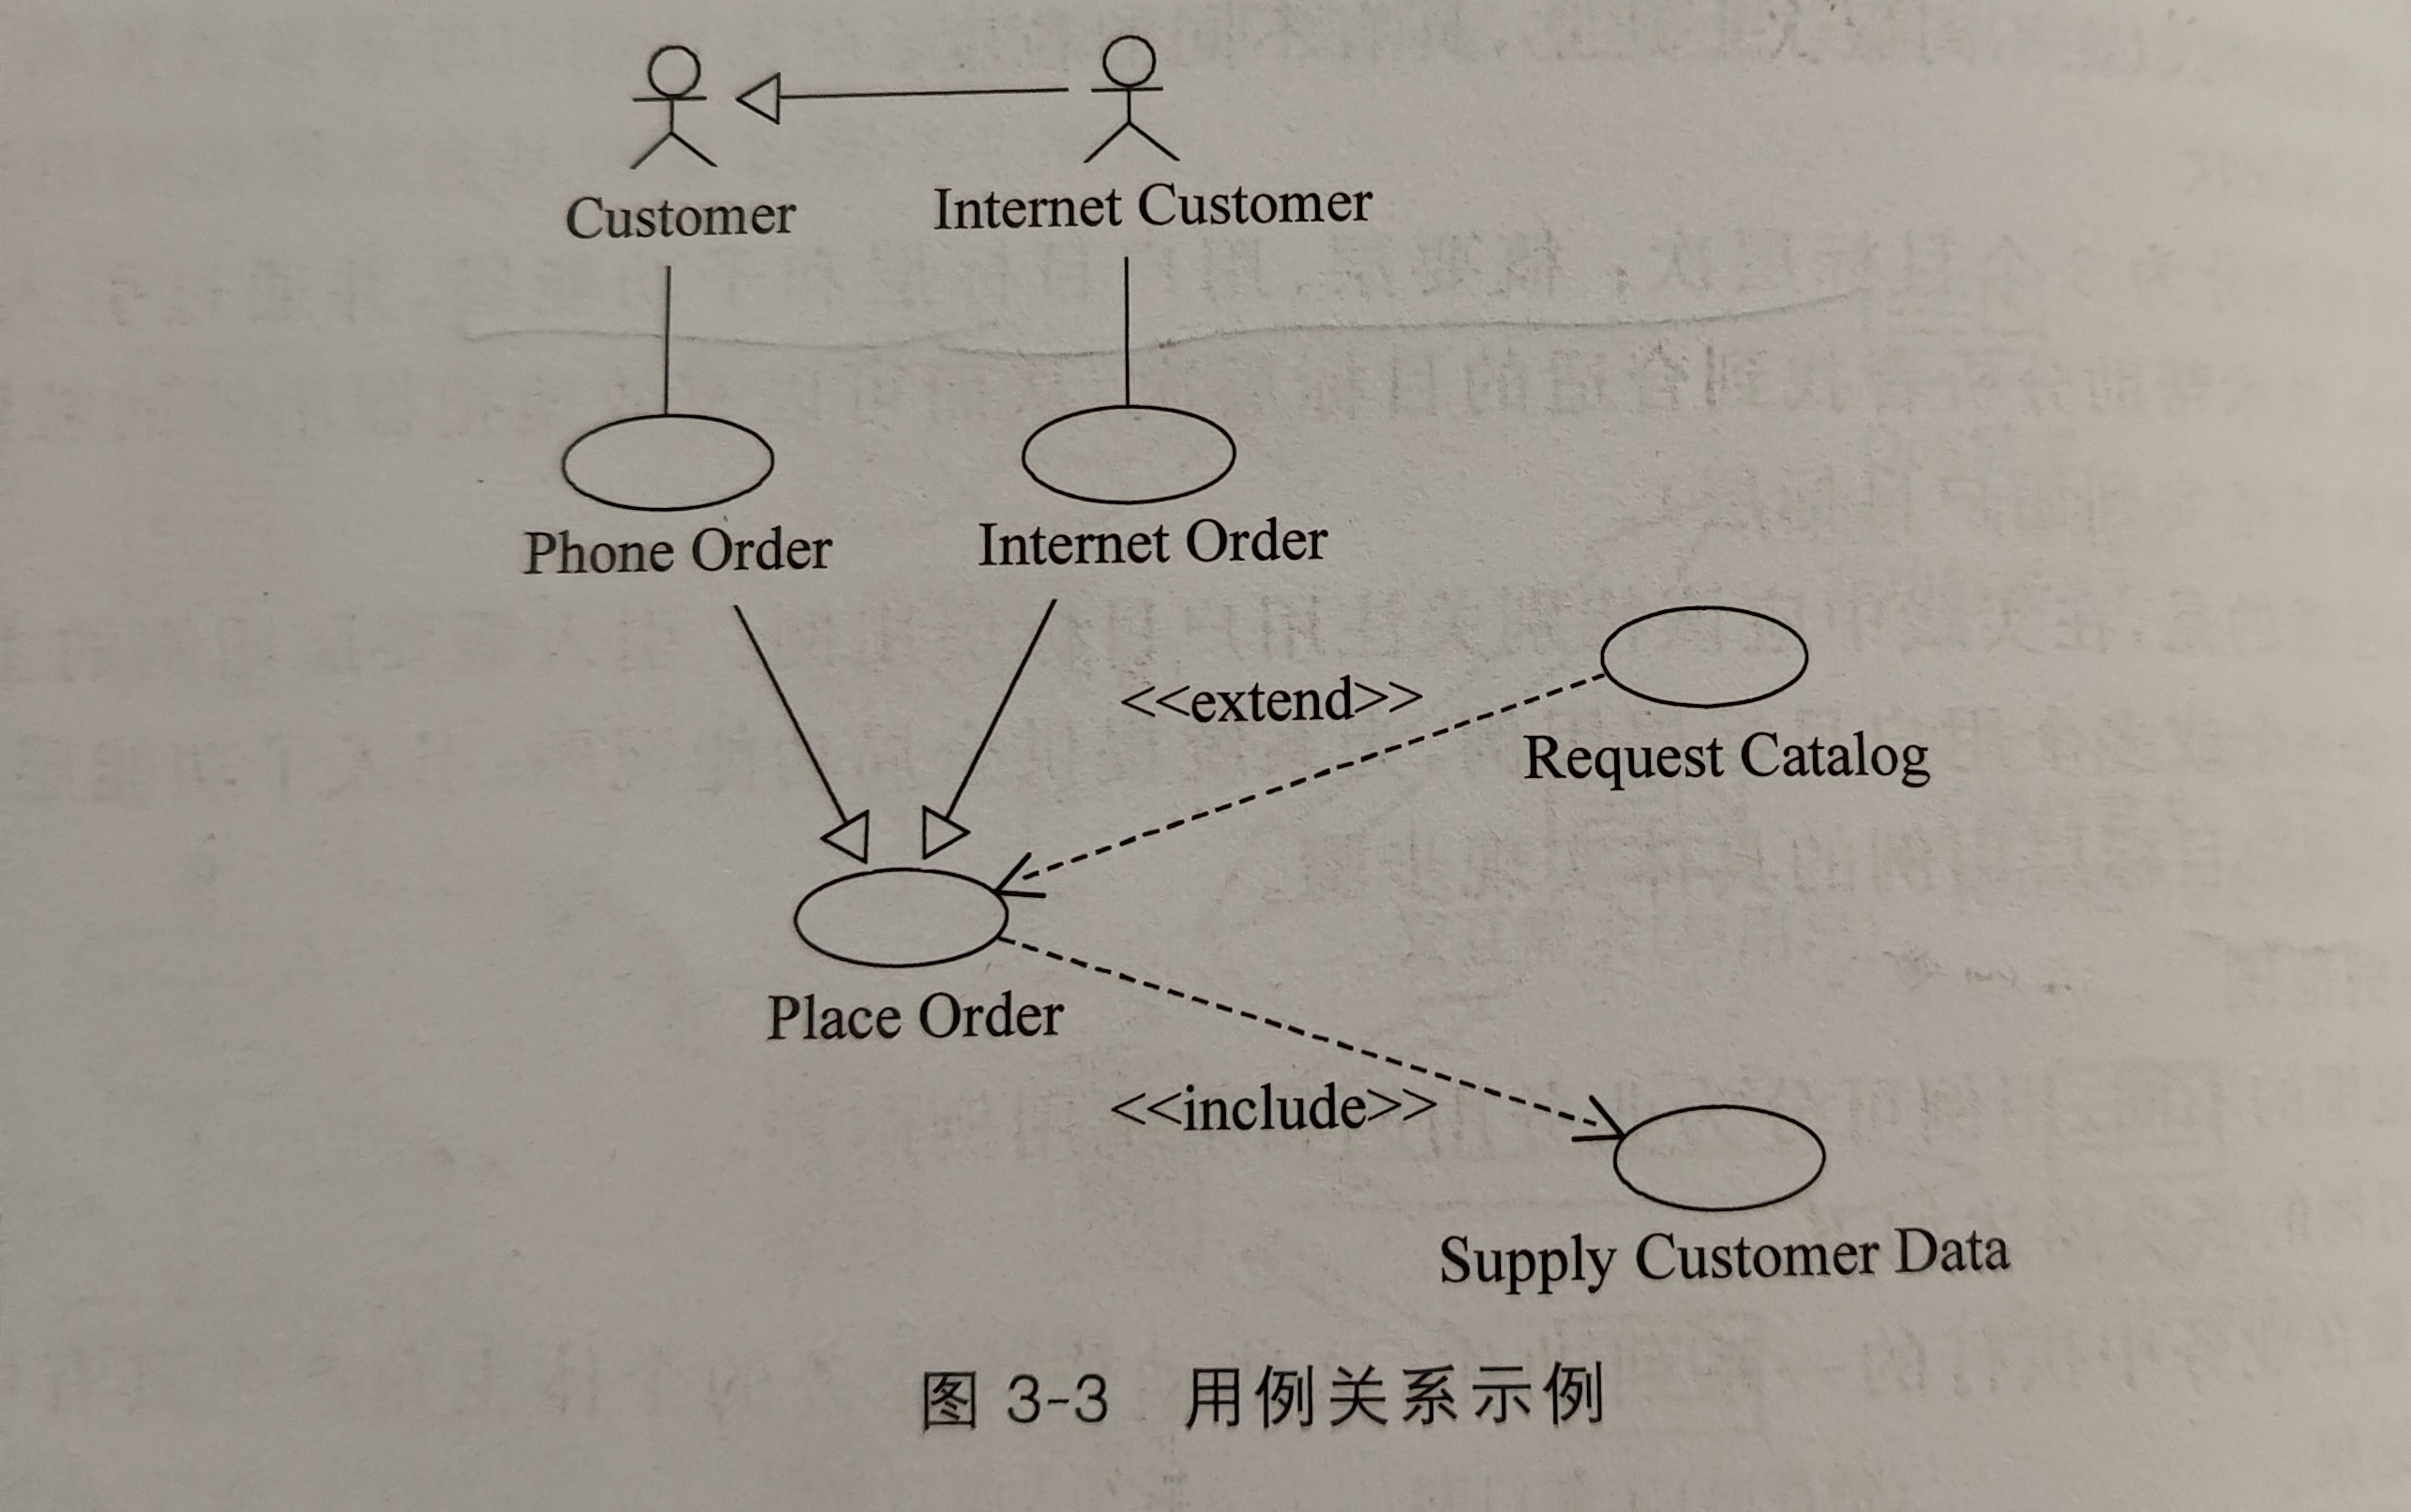 Customer
Internet Customer
Phone Order
Internet Order
<<extend>>
Request Catalog
Place Order
<<include>>
Supply Customer Data
图 3-3 用例关系示例